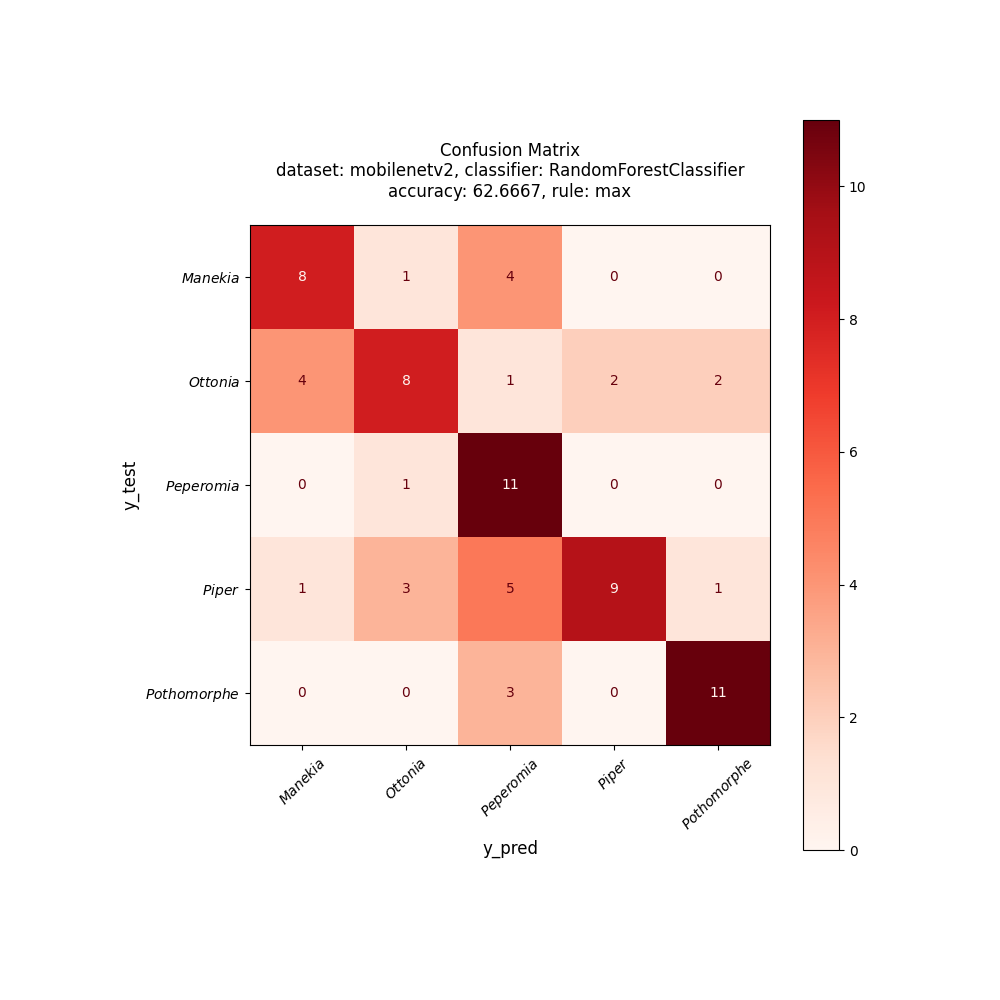 Confusion Matrix
dataset: mobilenetv2, classifier: RandomForestClassifier
accuracy: 62.6667, rule: max
Manekia 8 1 4 0 0
Ottonia 4 8 1 2 2
Peperomia 0 1 11 0 0
Piper 1 3 5 9 1
Pothomorphe 0 0 3 0 11
y_test
Manekia Ottonia Peperomia Piper Pothomorphe
y_pred
10
8
6
4
2
0